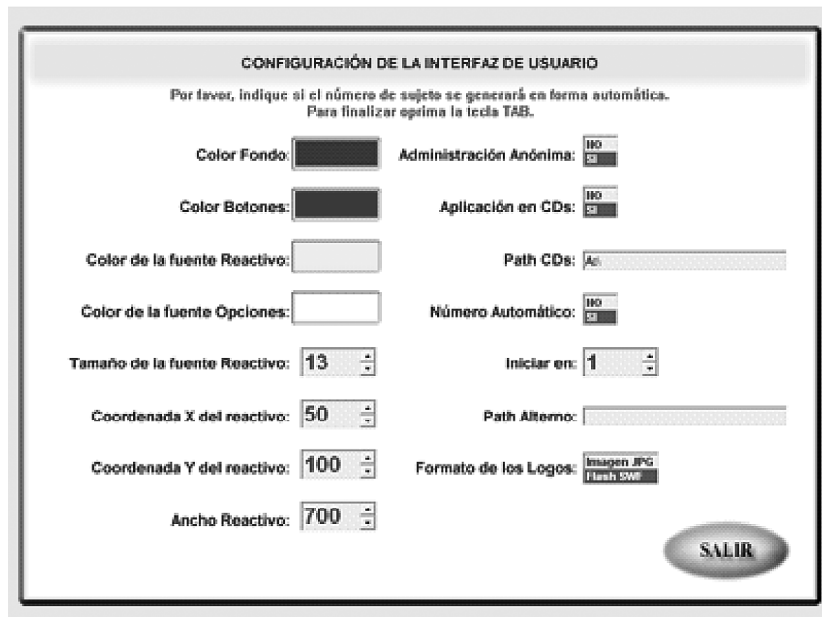 CONFIGURACIÓN DE LA INTERFAZ DE USUARIO
Por favor, indique si el número de sujeto se generará en forma automática.
Para finalizar oprima la tecla TAB.
Color Fondo:
Administración Anónima: NO
SI
Color Botones:
Aplicación en CDs: NO
SI
Color de la fuente Reactivo:
Path CDs: A:\
Color de la fuente Opciones:
Número Automático: NO
SI
Tamaño de la fuente Reactivo: 13
Iniciar en: 1
Coordenada X del reactivo: 50
Path Alterno:
Coordenada Y del reactivo: 100
Formato de los Logos: Imagen JPG
Flash SWF
Ancho Reactivo: 700
SALIR